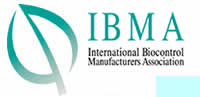 IBMA
International Biocontrol
Manufacturers Association